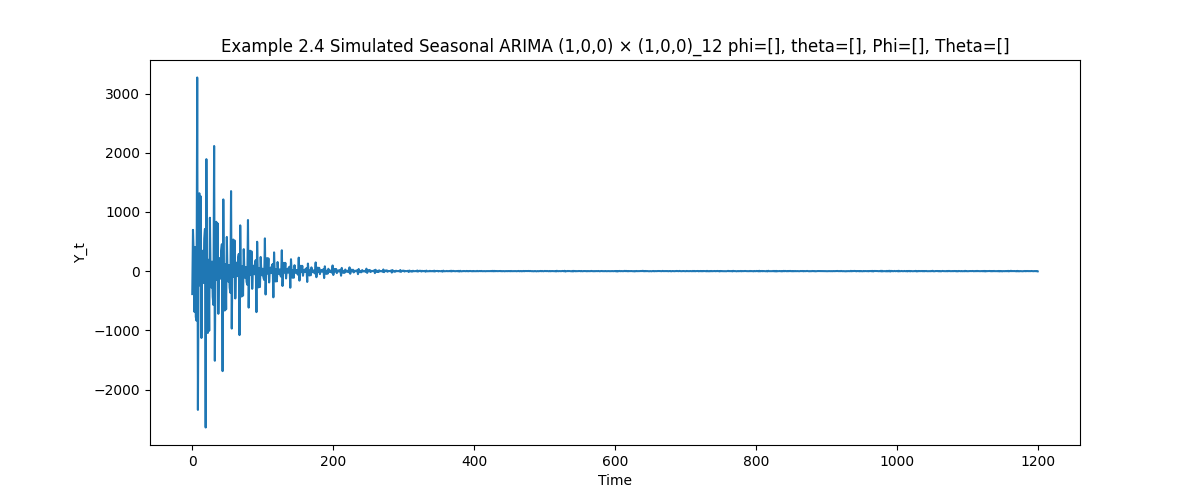 Example 2.4 Simulated Seasonal ARIMA (1,0,0) × (1,0,0)_12 phi=[], theta=[], Phi=[], Theta=[]
3000
2000
1000
0
−1000
−2000
Y_t
0 200 400 600 800 1000 1200
Time